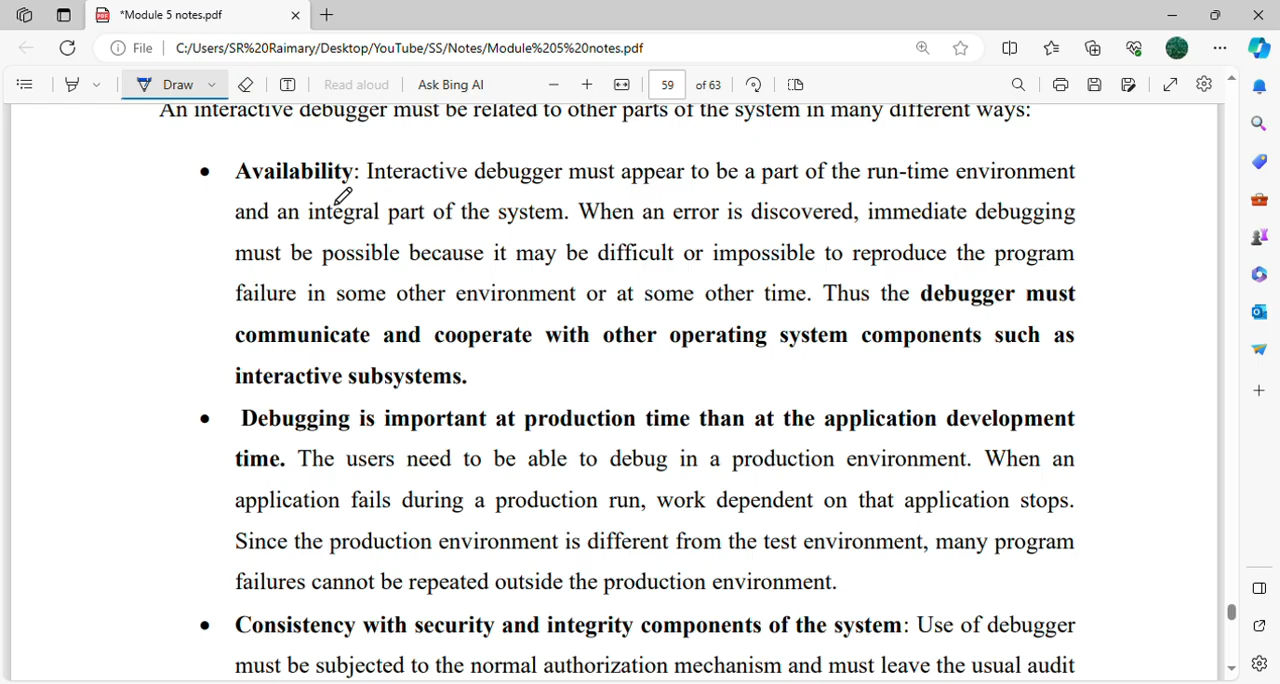 *Module 5 notes.pdf
File
C:/Users/SR%20Raimary/Desktop/YouTube/SS/Notes/Module%205%20notes.pdf
Draw
Read aloud
Ask Bing AI
59
of 63
An interactive debugger must be related to other parts of the system in many different ways:
• Availability: Interactive debugger must appear to be a part of the run-time environment
and an integral part of the system. When an error is discovered, immediate debugging
must be possible because it may be difficult or impossible to reproduce the program
failure in some other environment or at some other time. Thus the debugger must
communicate and cooperate with other operating system components such as
interactive subsystems.
• Debugging is important at production time than at the application development
time. The users need to be able to debug in a production environment. When an
application fails during a production run, work dependent on that application stops.
Since the production environment is different from the test environment, many program
failures cannot be repeated outside the production environment.
• Consistency with security and integrity components of the system: Use of debugger
must be subjected to the normal authorization mechanism and must leave the usual audit